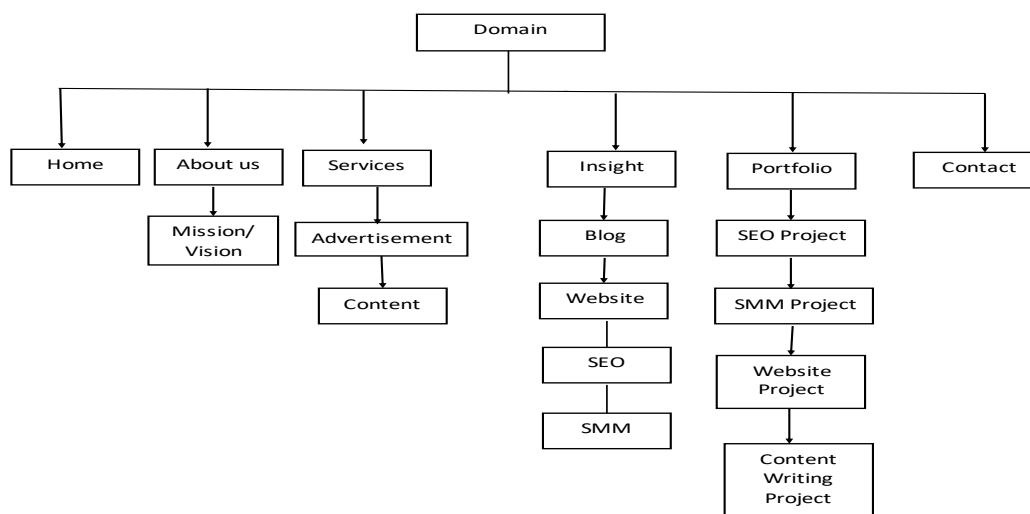 Domain
Home
About us
Services
Insight
Portfolio
Contact
Mission/
Vision
Advertisement
Blog
SEO Project
Content
Website
SMM Project
SEO
Website
Project
SMM
Content
Writing
Project